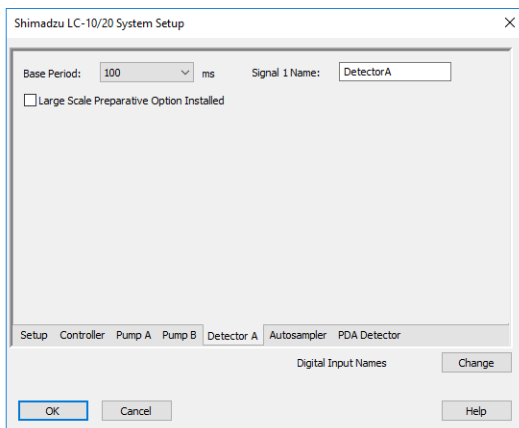 Shimadzu LC-10/20 System Setup
Base Period: 100 ms Signal 1 Name: DetectorA
Large Scale Preparative Option Installed
Setup Controller Pump A Pump B Detector A Autosampler PDA Detector
Digital Input Names Change
OK Cancel Help